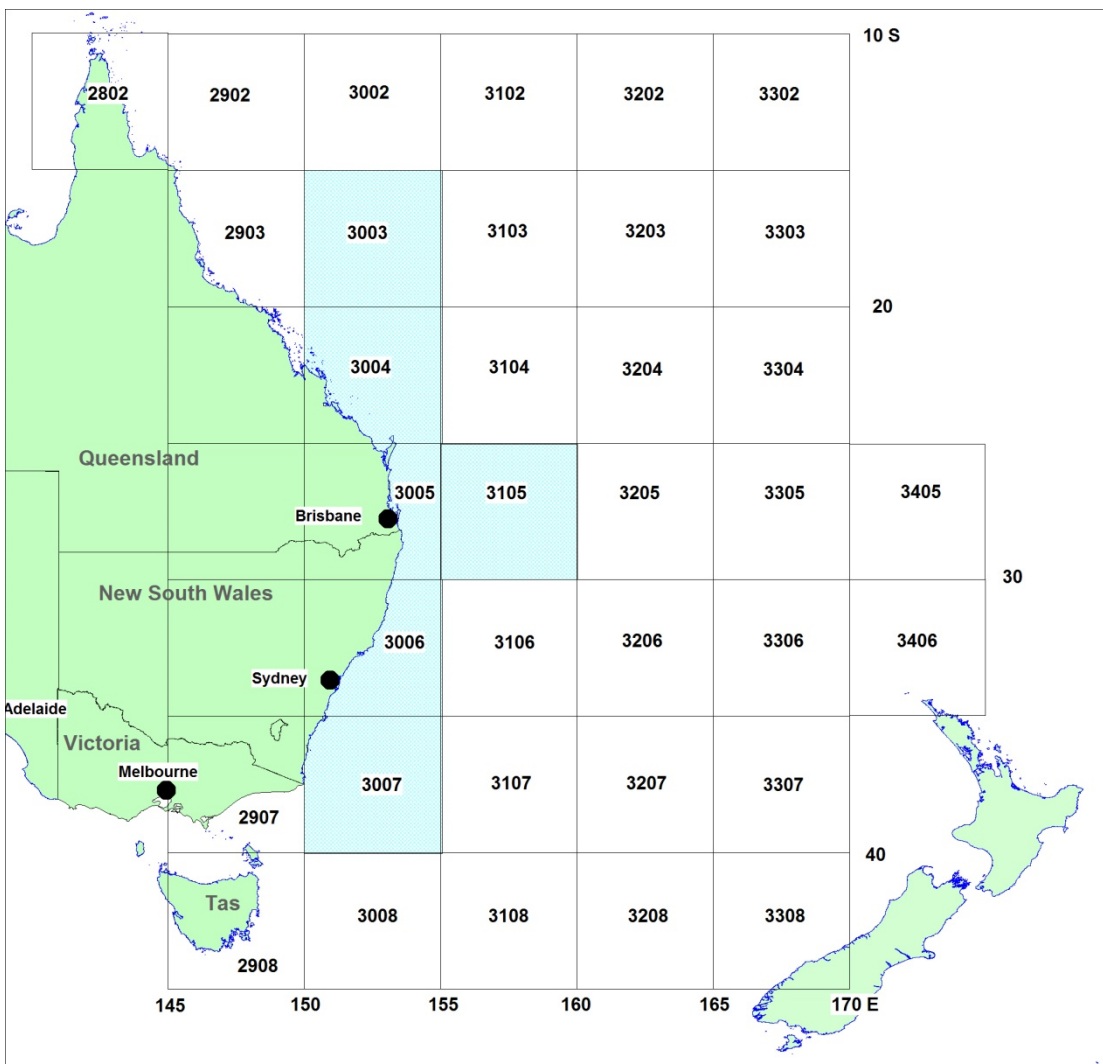 10 S
2802 2902 3002 3102 3202 3302
2903 3003 3103 3203 3303
20
3004 3104 3204 3304
Queensland
3005 3105 3205 3305 3405
Brisbane
30
New South Wales
3006 3106 3206 3306 3406
Sydney
Adelaide
Victoria
Melbourne
3007 3107 3207 3307
2907
40
Tas
3008 3108 3208 3308
2908
145 150 155 160 165 170 E